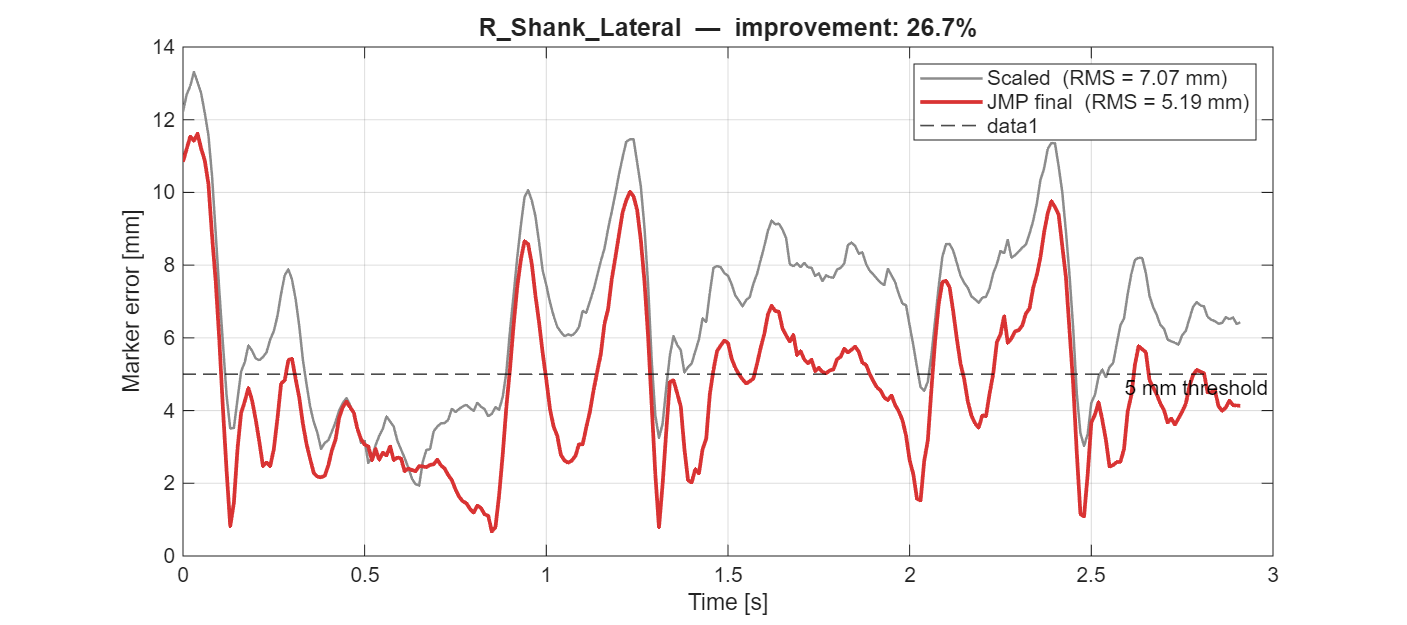 R_Shank_Lateral — improvement: 26.7%
14
12
10
8
6
4
2
0
Marker error [mm]
Scaled (RMS = 7.07 mm)
JMP final (RMS = 5.19 mm)
data1
5 mm threshold
0 0.5 1 1.5 2 2.5 3
Time [s]